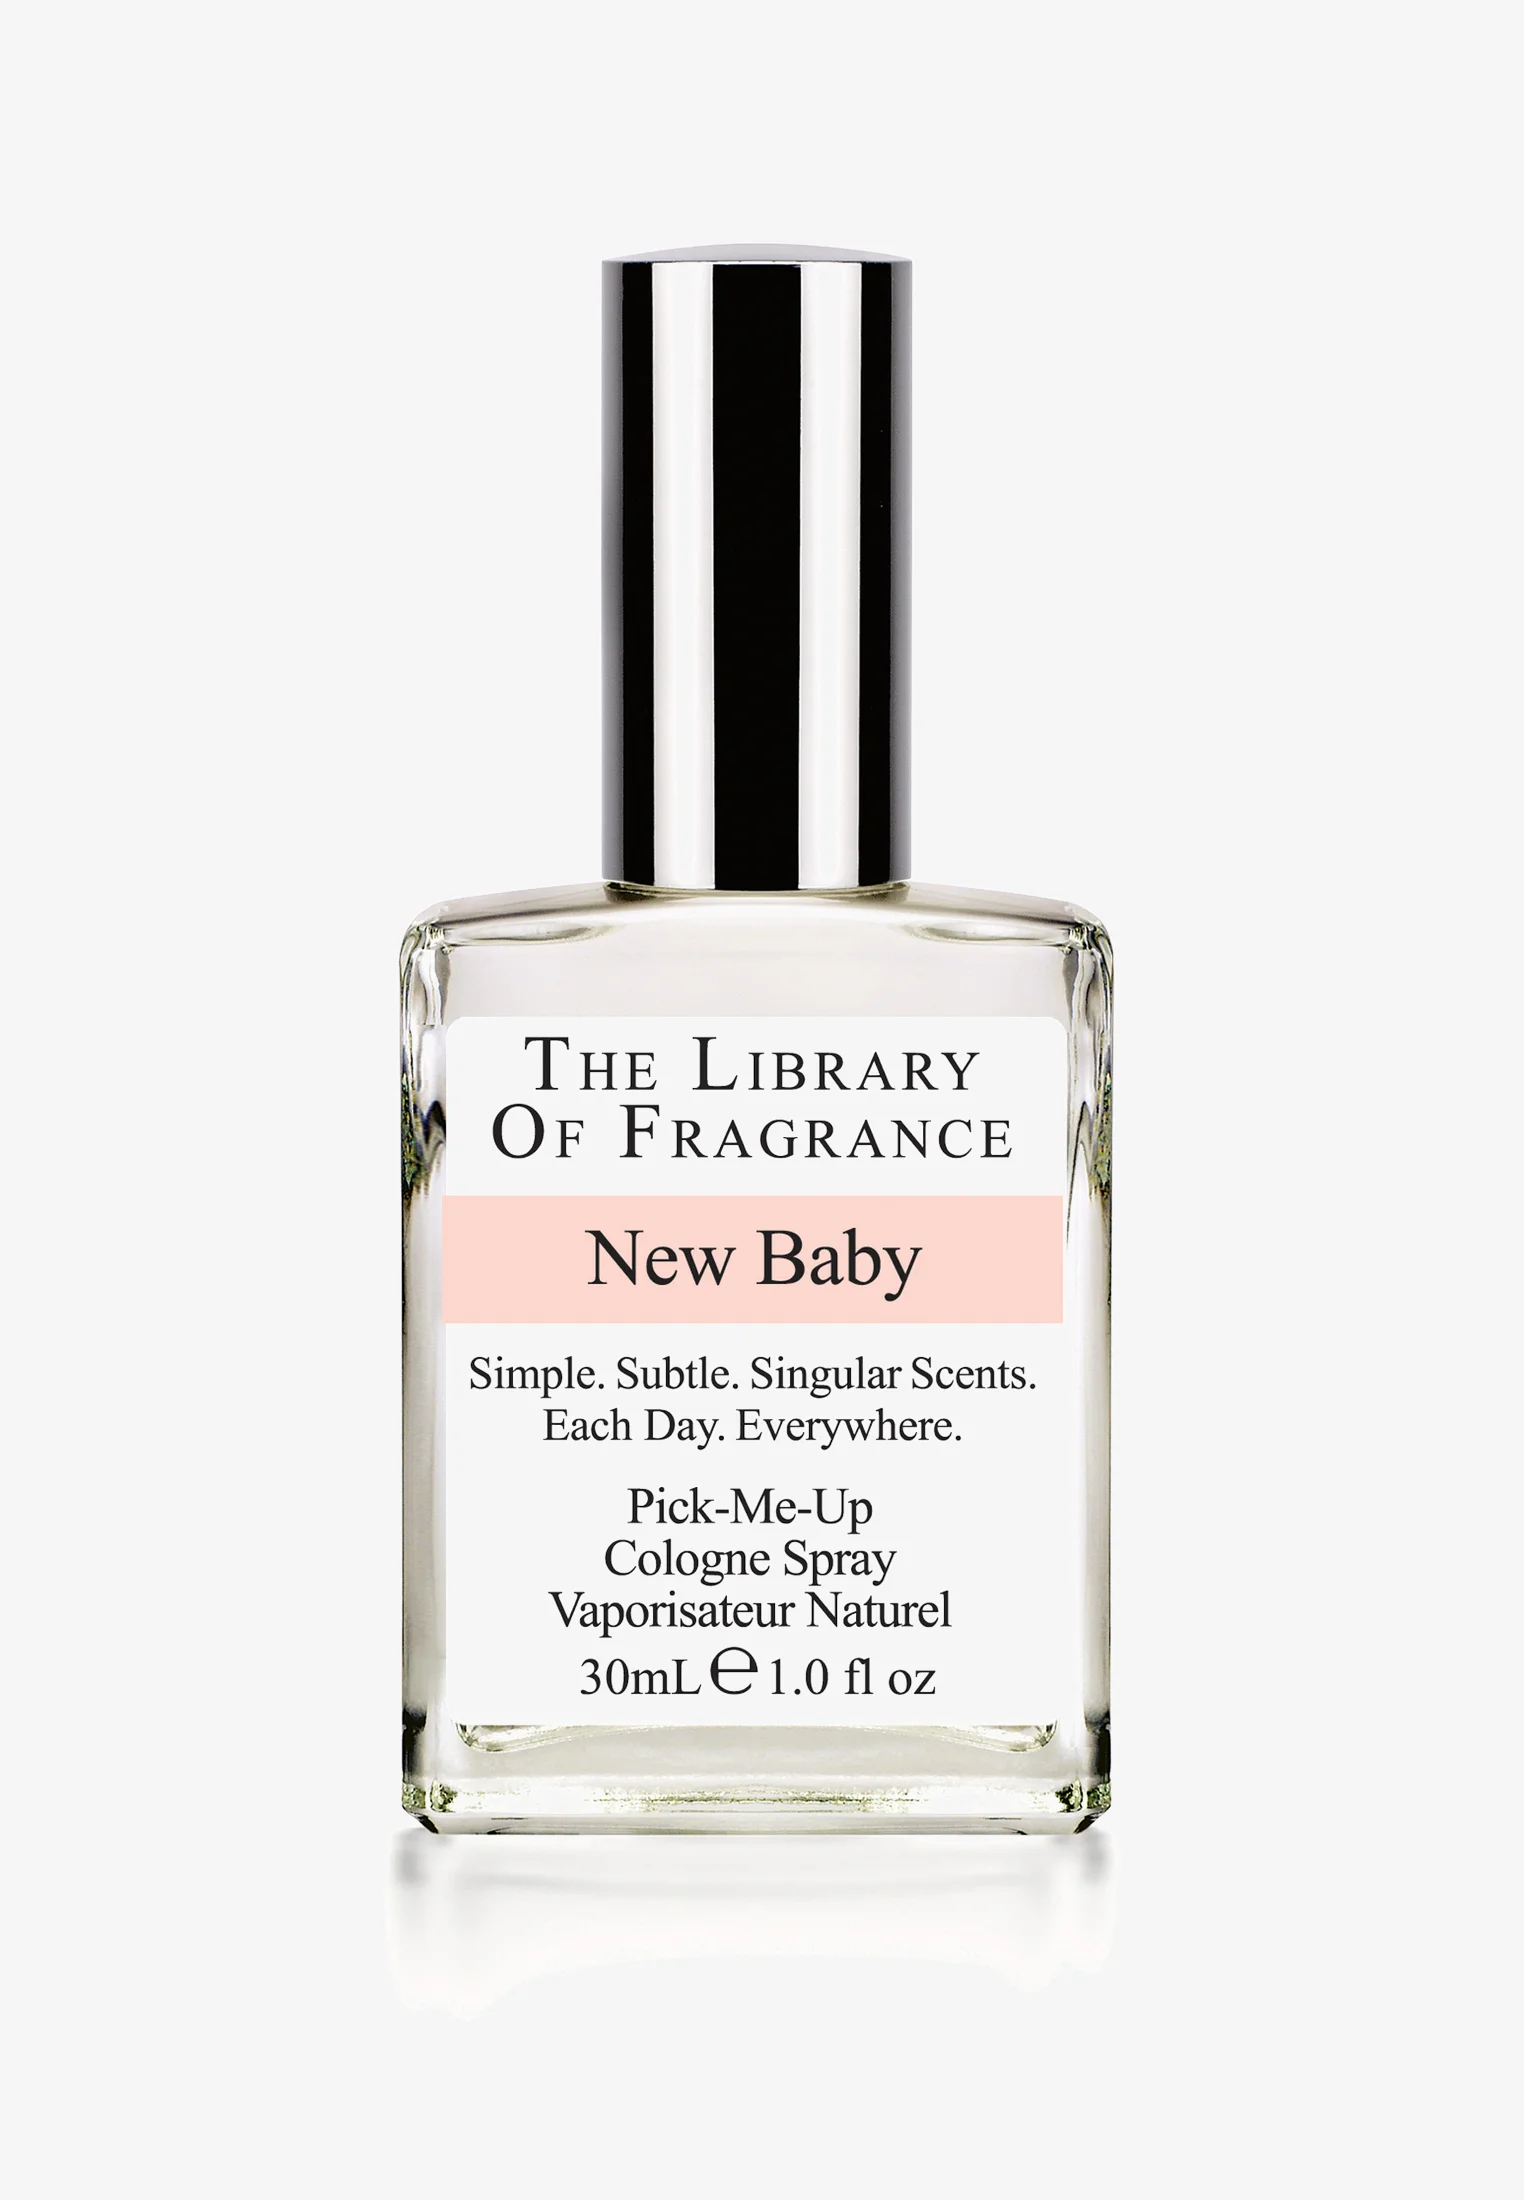 The Library
Of Fragrance
New Baby
Simple. Subtle. Singular Scents.
Each Day. Everywhere.
Pick-Me-Up
Cologne Spray
Vaporisateur Naturel
30mL ℮ 1.0 fl oz